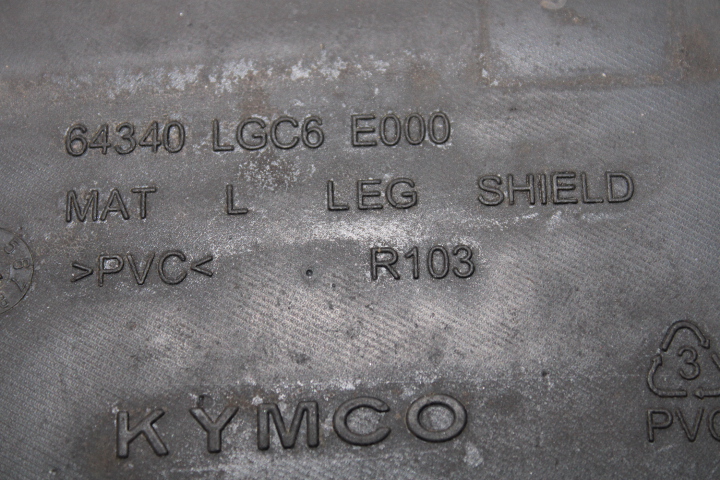 64340 LGC6 E000
MAT L LEG SHIELD
>PVC< R103
3
PVC
KYMCO